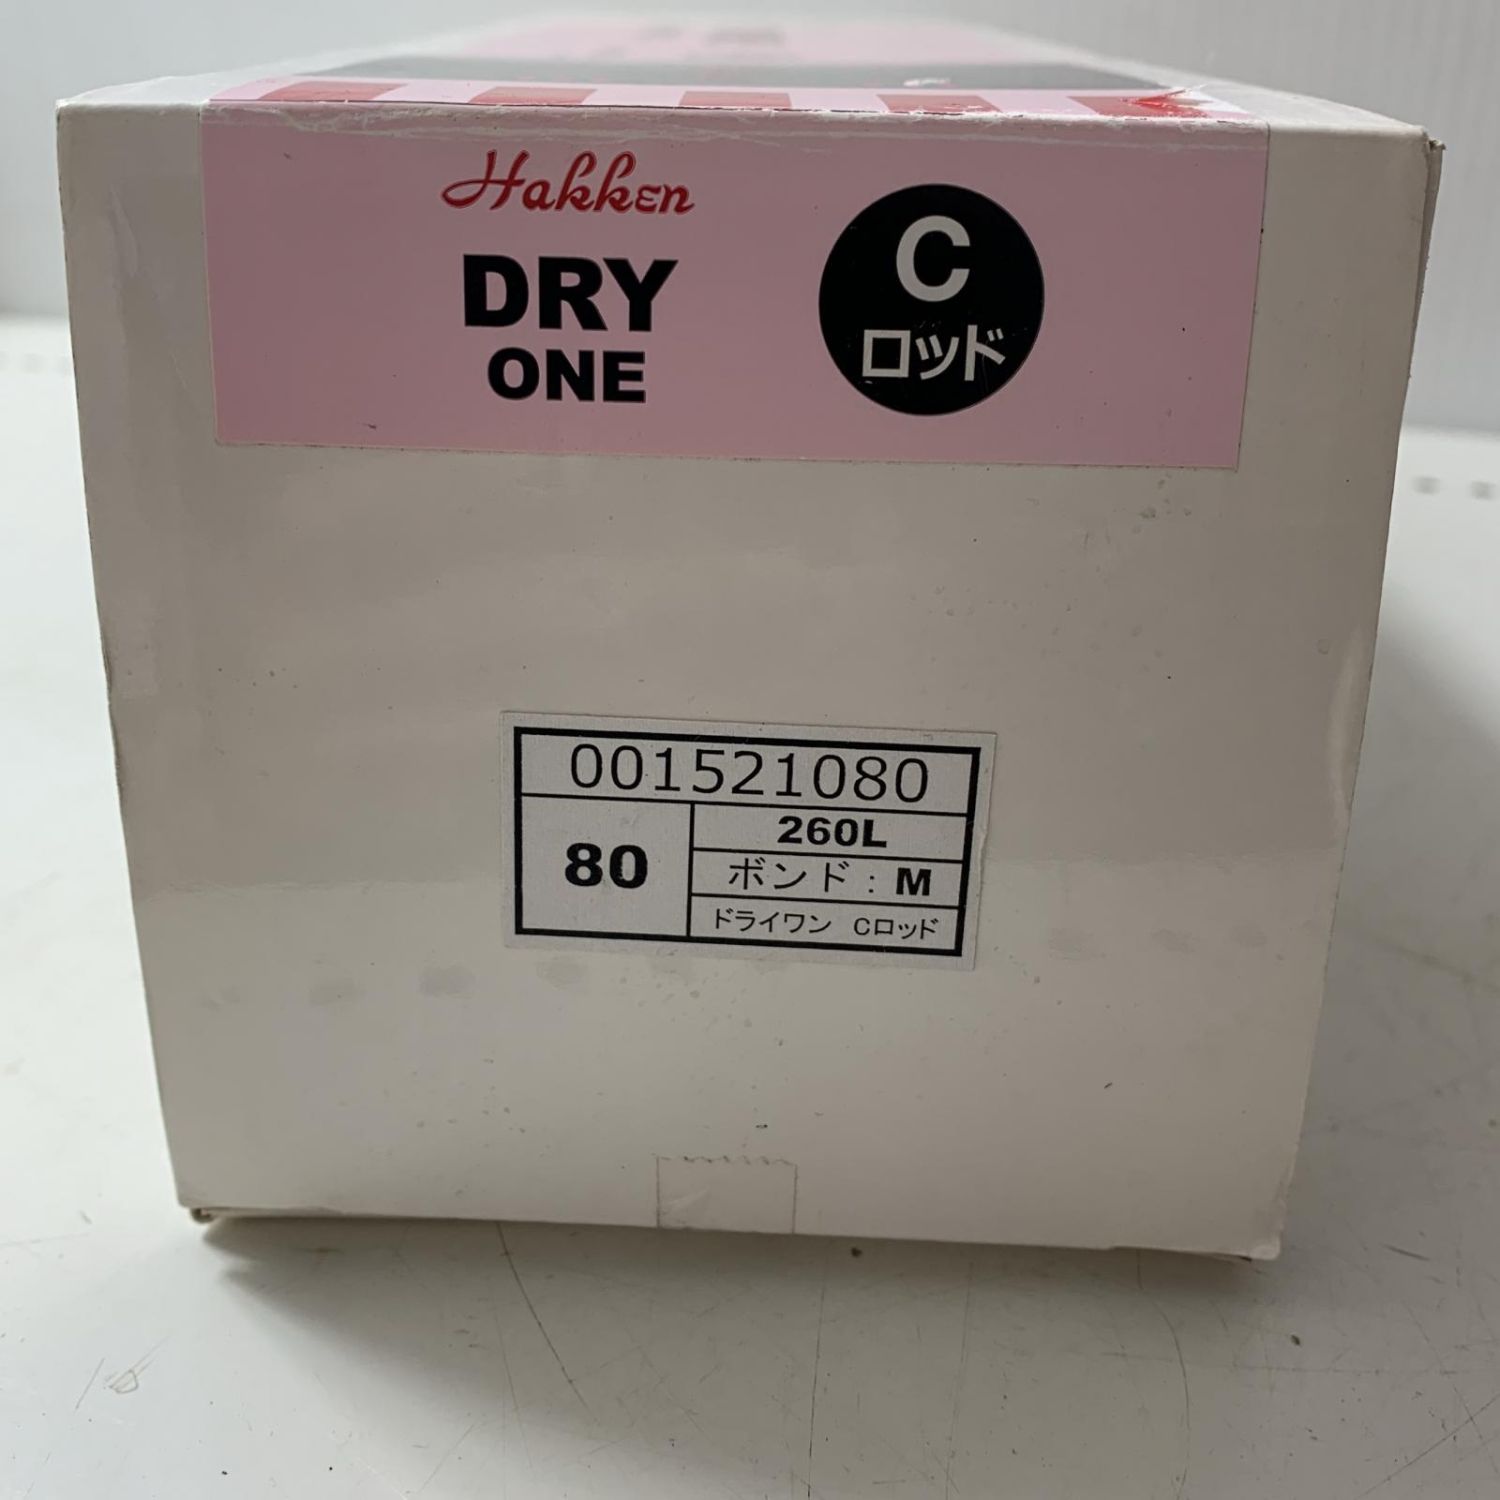 Hakken
DRY
ONE
C
ロッド
001521080
80
260L
ボンド：M
ドライワン Cロッド